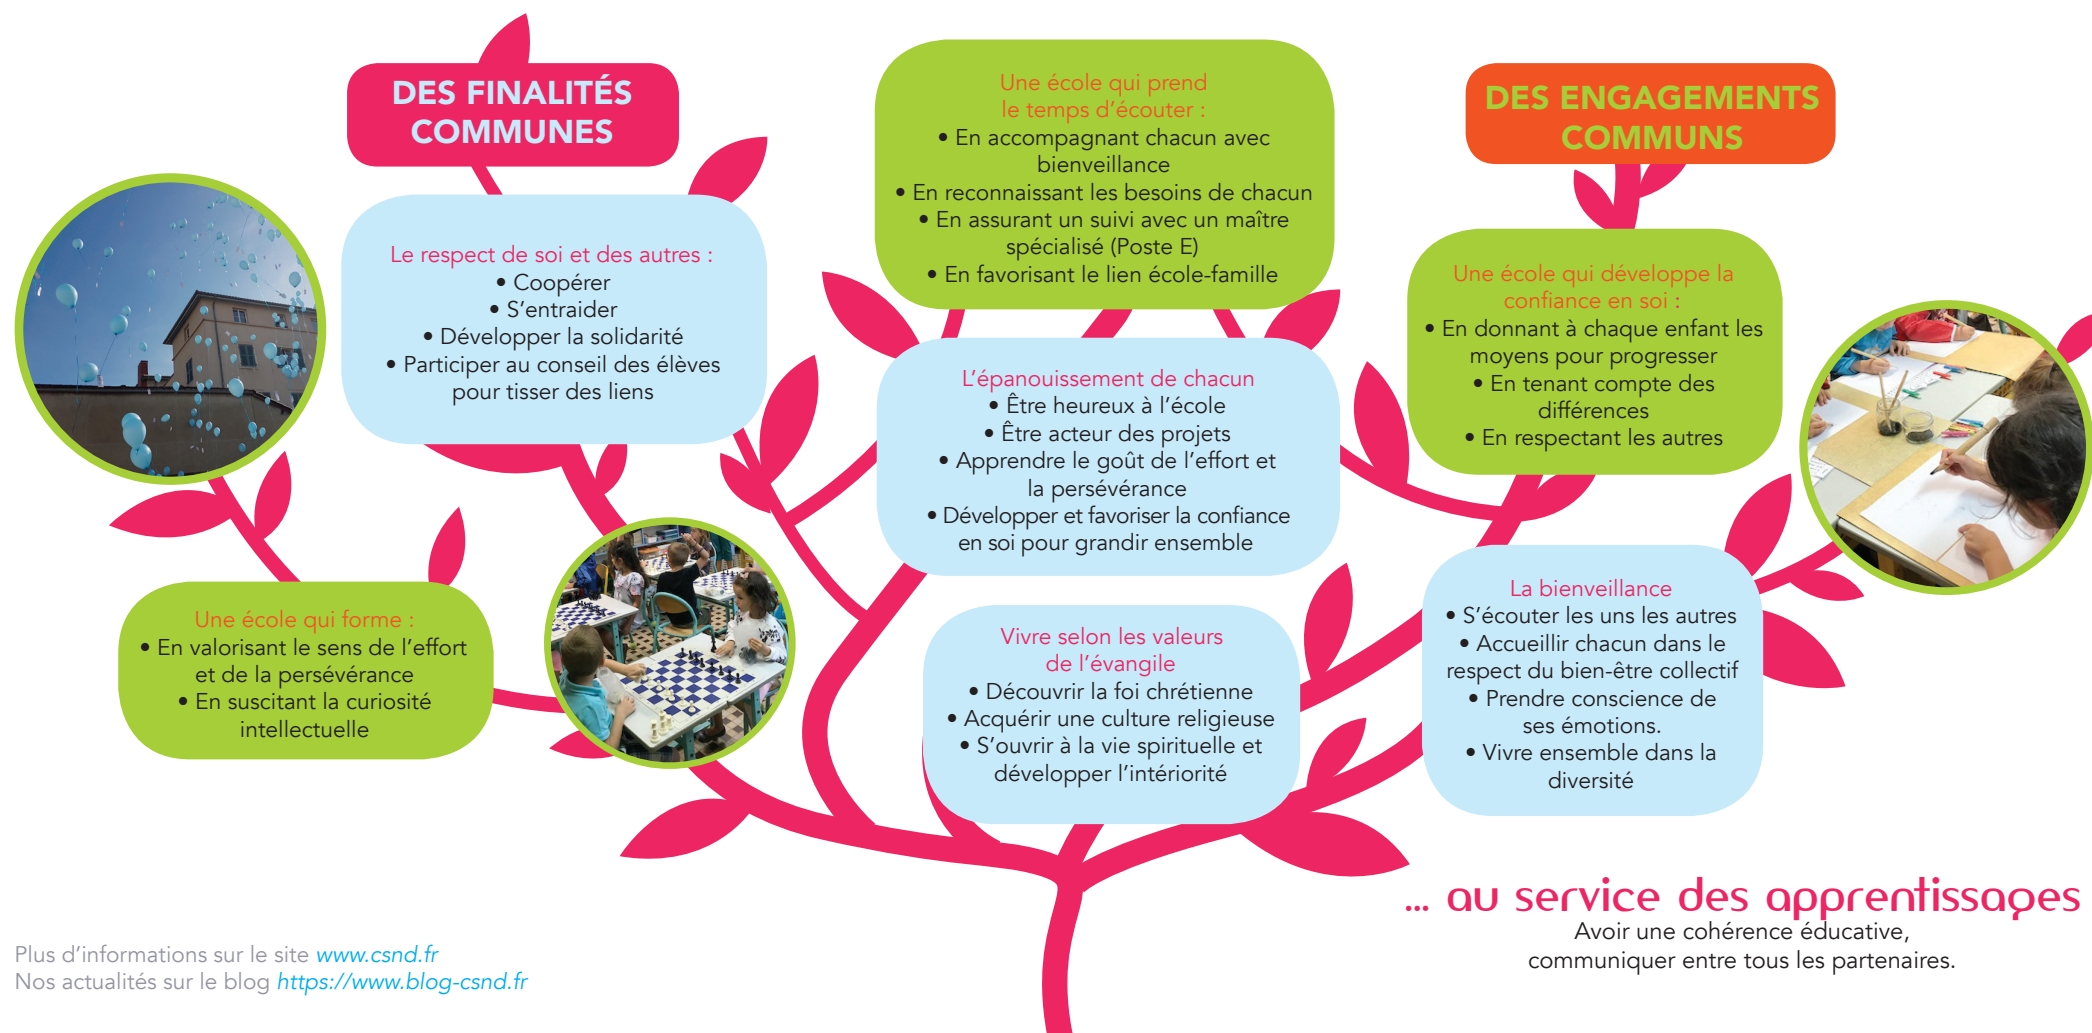 DES FINALITÉS
COMMUNES
Le respect de soi et des autres :
• Coopérer
• S’entraider
• Développer la solidarité
• Participer au conseil des élèves
pour tisser des liens
Une école qui forme :
• En valorisant le sens de l’effort
et de la persévérance
• En suscitant la curiosité
intellectuelle
Une école qui prend
le temps d’écouter :
• En accompagnant chacun avec
bienveillance
• En reconnaissant les besoins de chacun
• En assurant un suivi avec un maître
spécialisé (Poste E)
• En favorisant le lien école-famille
L’épanouissement de chacun
• Être heureux à l’école
• Être acteur des projets
• Apprendre le goût de l’effort et
la persévérance
• Développer et favoriser la confiance
en soi pour grandir ensemble
Vivre selon les valeurs
de l’évangile
• Découvrir la foi chrétienne
• Acquérir une culture religieuse
• S’ouvrir à la vie spirituelle et
développer l’intériorité
DES ENGAGEMENTS
COMMUNS
Une école qui développe la
confiance en soi :
• En donnant à chaque enfant les
moyens pour progresser
• En tenant compte des
différences
• En respectant les autres
La bienveillance
• S’écouter les uns les autres
• Accueillir chacun dans le
respect du bien-être collectif
• Prendre conscience de
ses émotions.
• Vivre ensemble dans la
diversité
... au service des apprentissages
Avoir une cohérence éducative,
communiquer entre tous les partenaires.
Plus d’informations sur le site www.csnd.fr
Nos actualités sur le blog https://www.blog-csnd.fr